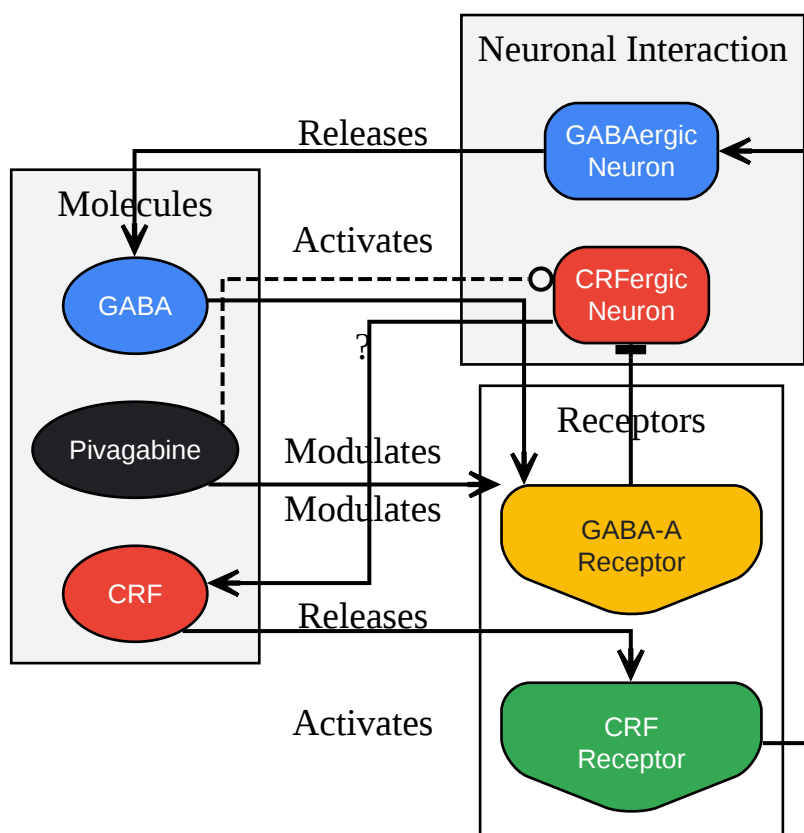 Neuronal Interaction
Releases
GABAergic
Neuron
Molecules
Activates
GABA
CRFergic
Neuron
?
Receptors
Pivagabine
Modulates
Modulates
GABA-A
Receptor
CRF
Releases
Activates
CRF
Receptor